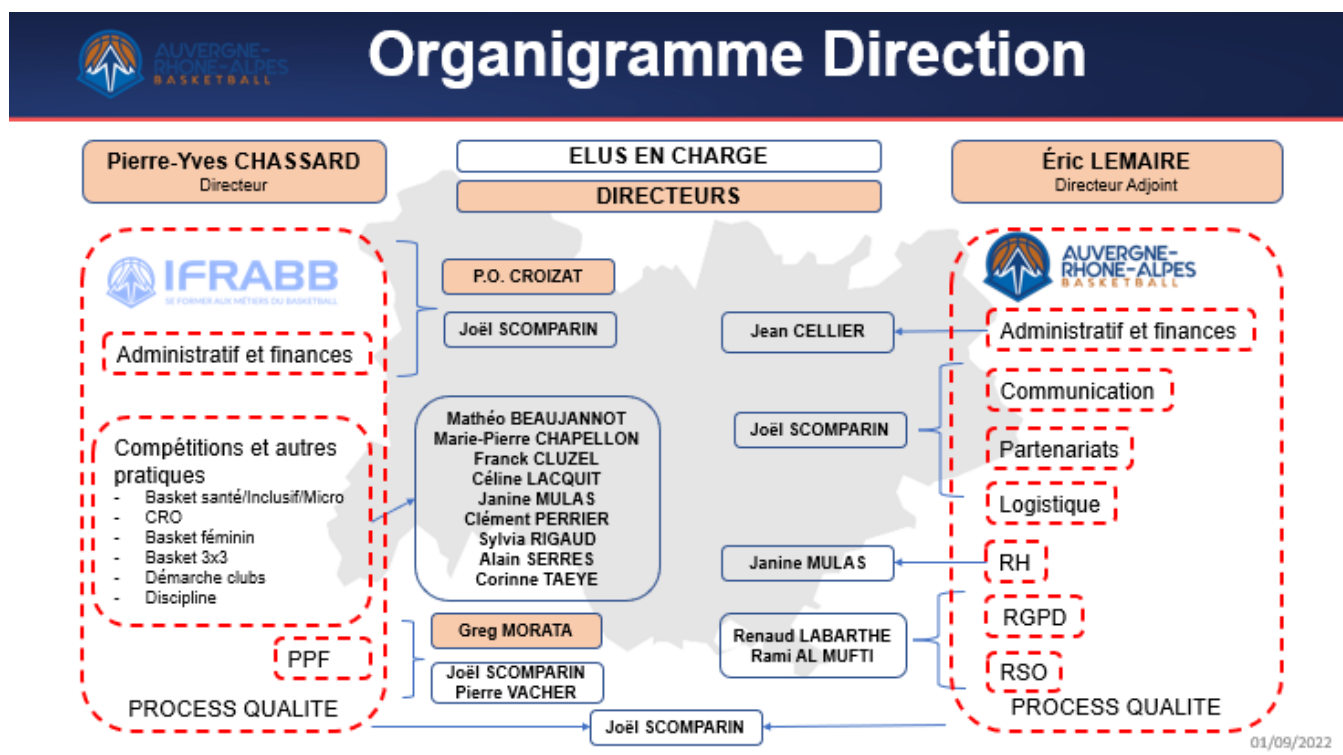 AUVERGNE-
RHONE-ALPES
BASKETBALL
Organigramme Direction
Pierre-Yves CHASSARD
Directeur
ELUS EN CHARGE
DIRECTEURS
Éric LEMAIRE
Directeur Adjoint
IFRABB
SE FORMER AUX MÉTIERS DU BASKETBALL
Administratif et finances
Compétitions et autres
pratiques
- Basket santé/Inclusif/Micro
- CRO
- Basket féminin
- Basket 3x3
- Démarche clubs
- Discipline
PPF
PROCESS QUALITE
P.O. CROIZAT
Joël SCOMPARIN
Mathéo BEAUJANNOT
Marie-Pierre CHAPELLON
Franck CLUZEL
Céline LACQUIT
Janine MULAS
Clément PERRIER
Sylvia RIGAUD
Alain SERRES
Corinne TAEYE
Greg MORATA
Joël SCOMPARIN
Pierre VACHER
Joël SCOMPARIN
Jean CELLIER
Joël SCOMPARIN
Janine MULAS
Renaud LABARTHE
Rami AL MUFTI
AUVERGNE-
RHONE-ALPES
BASKETBALL
Administratif et finances
Communication
Partenariats
Logistique
RH
RGPD
RSO
PROCESS QUALITE
01/09/2022